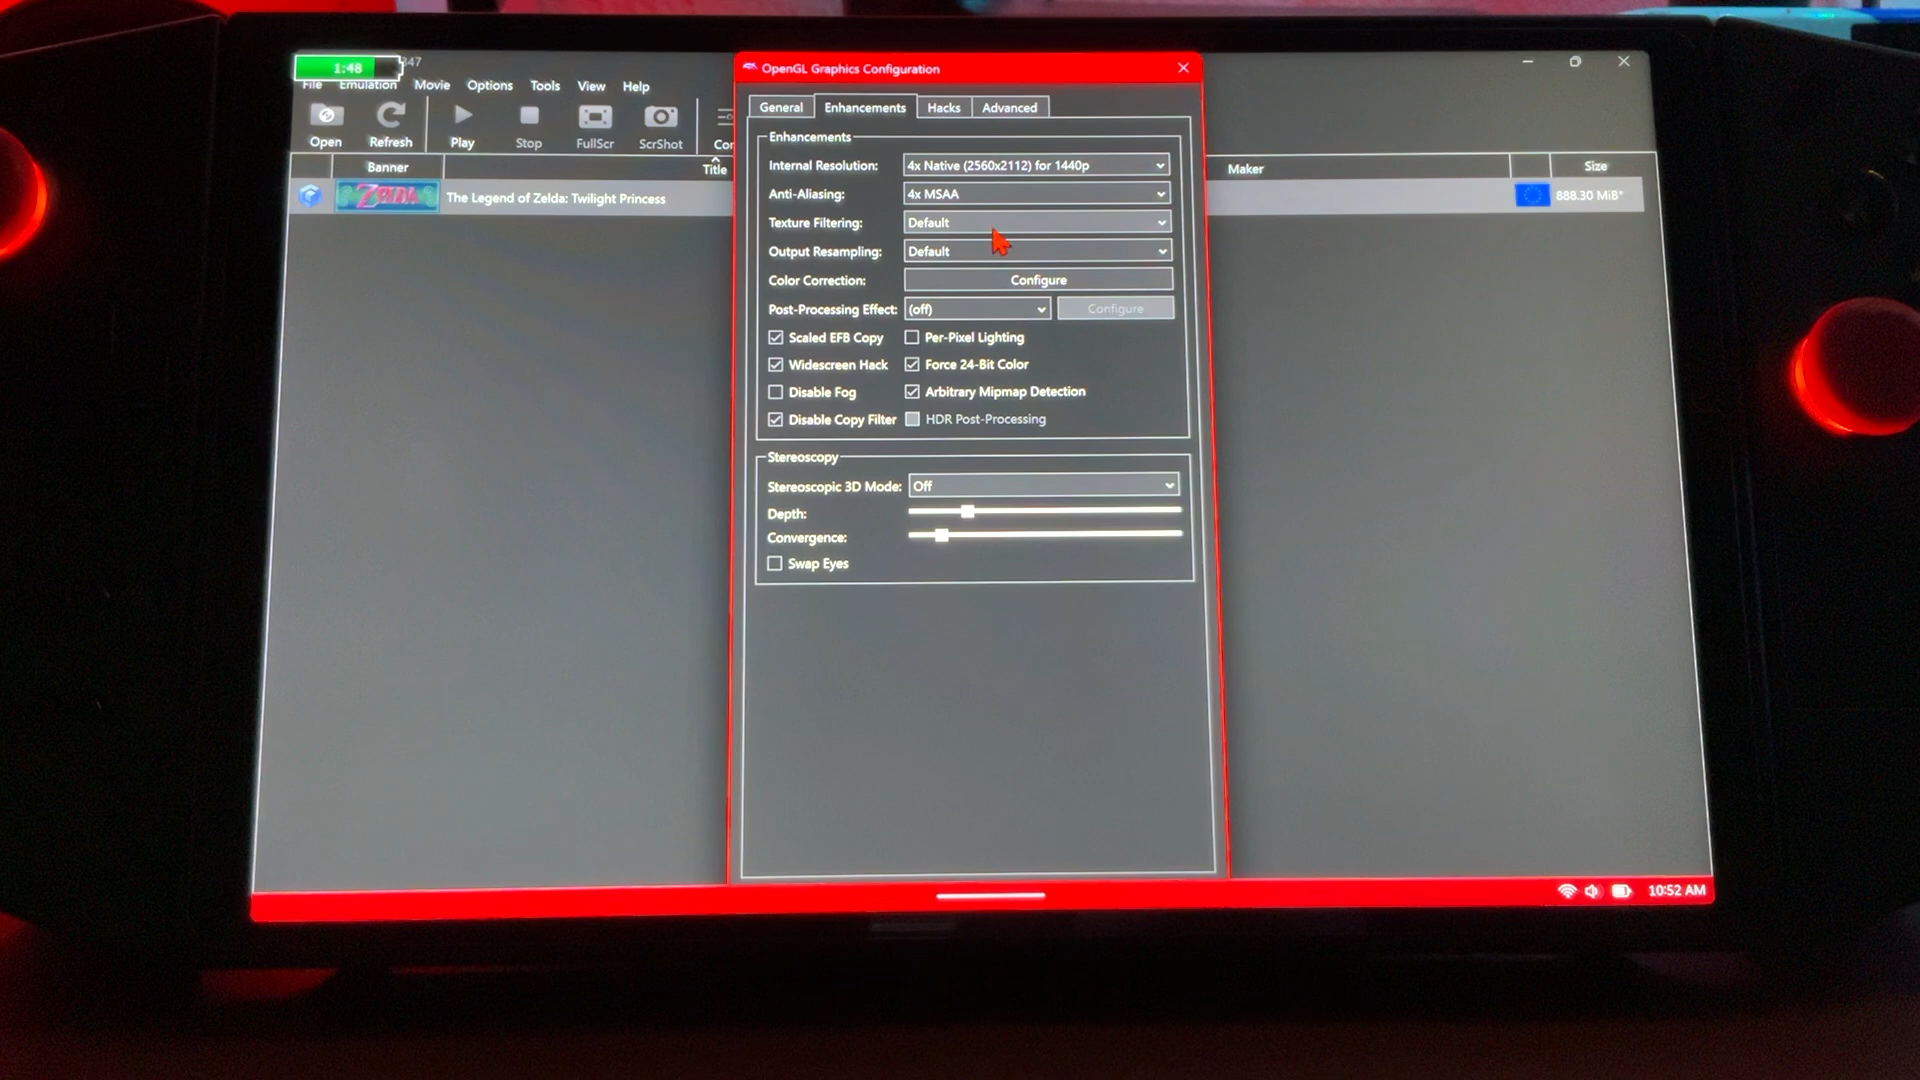 1:48
347
File Emulation Movie Options Tools View Help
Open Refresh Play Stop FullScr ScrShot Con
Banner Title Maker Size
ZELDA The Legend of Zelda: Twilight Princess 888.30 MiB*
OpenGL Graphics Configuration
General Enhancements Hacks Advanced
Enhancements
Internal Resolution: 4x Native (2560x2112) for 1440p
Anti-Aliasing: 4x MSAA
Texture Filtering: Default
Output Resampling: Default
Color Correction: Configure
Post-Processing Effect: (off) Configure
Scaled EFB Copy Per-Pixel Lighting
Widescreen Hack Force 24-Bit Color
Disable Fog Arbitrary Mipmap Detection
Disable Copy Filter HDR Post-Processing
Stereoscopy
Stereoscopic 3D Mode: Off
Depth:
Convergence:
Swap Eyes
10:52 AM